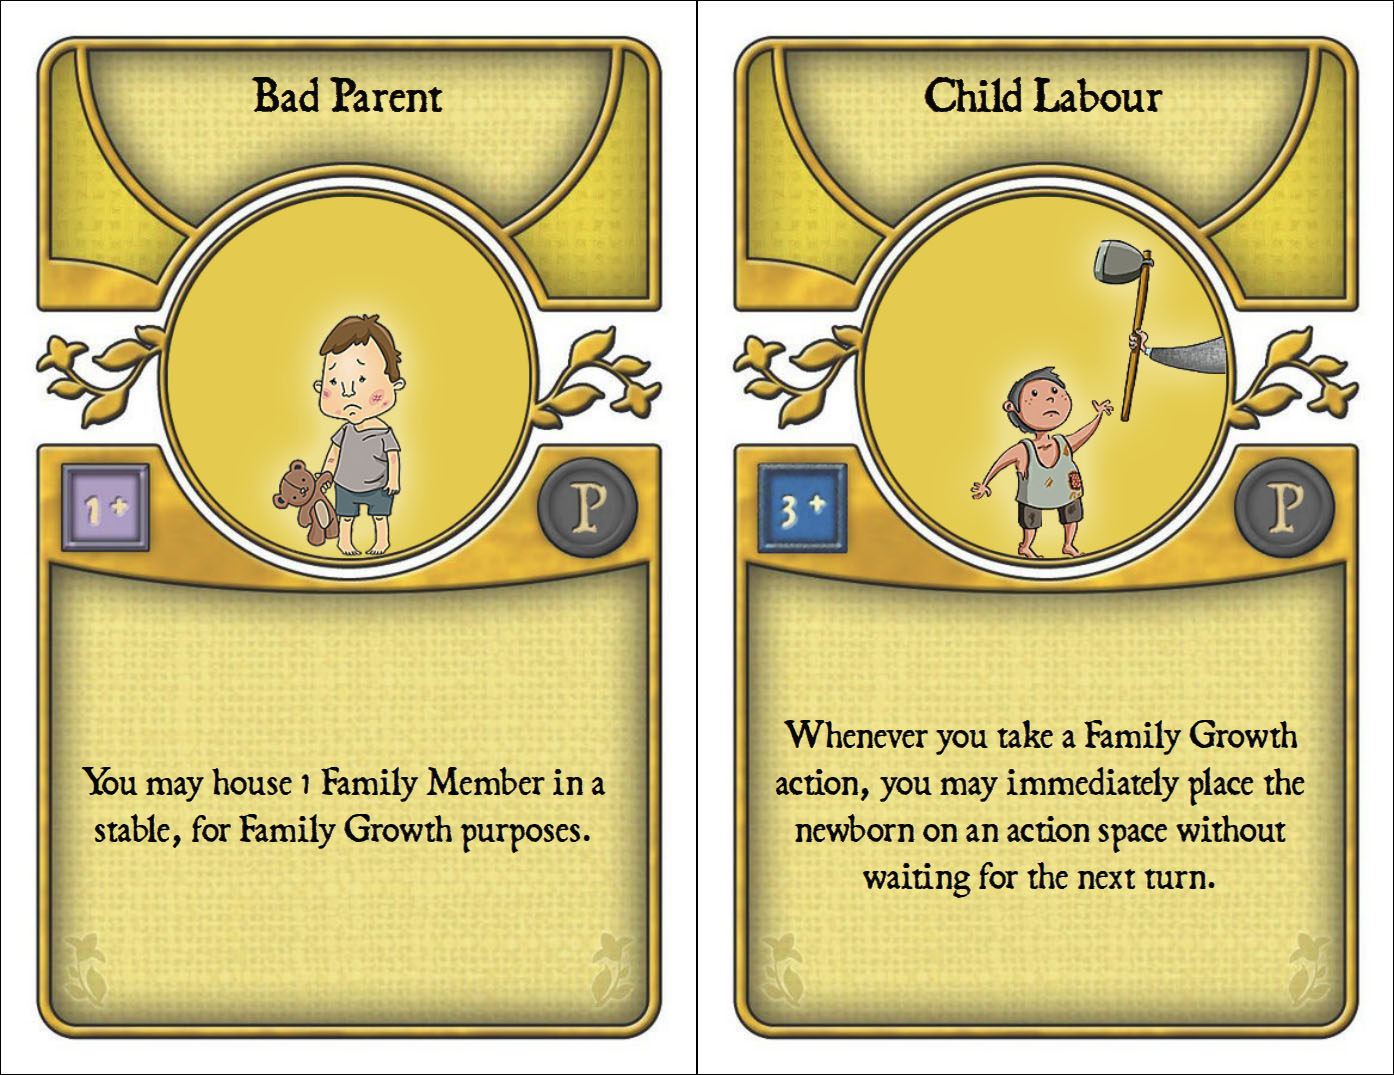 Bad Parent
1+
P
You may house 1 Family Member in a
stable, for Family Growth purposes.
Child Labour
3+
P
Whenever you take a Family Growth
action, you may immediately place the
newborn on an action space without
waiting for the next turn.